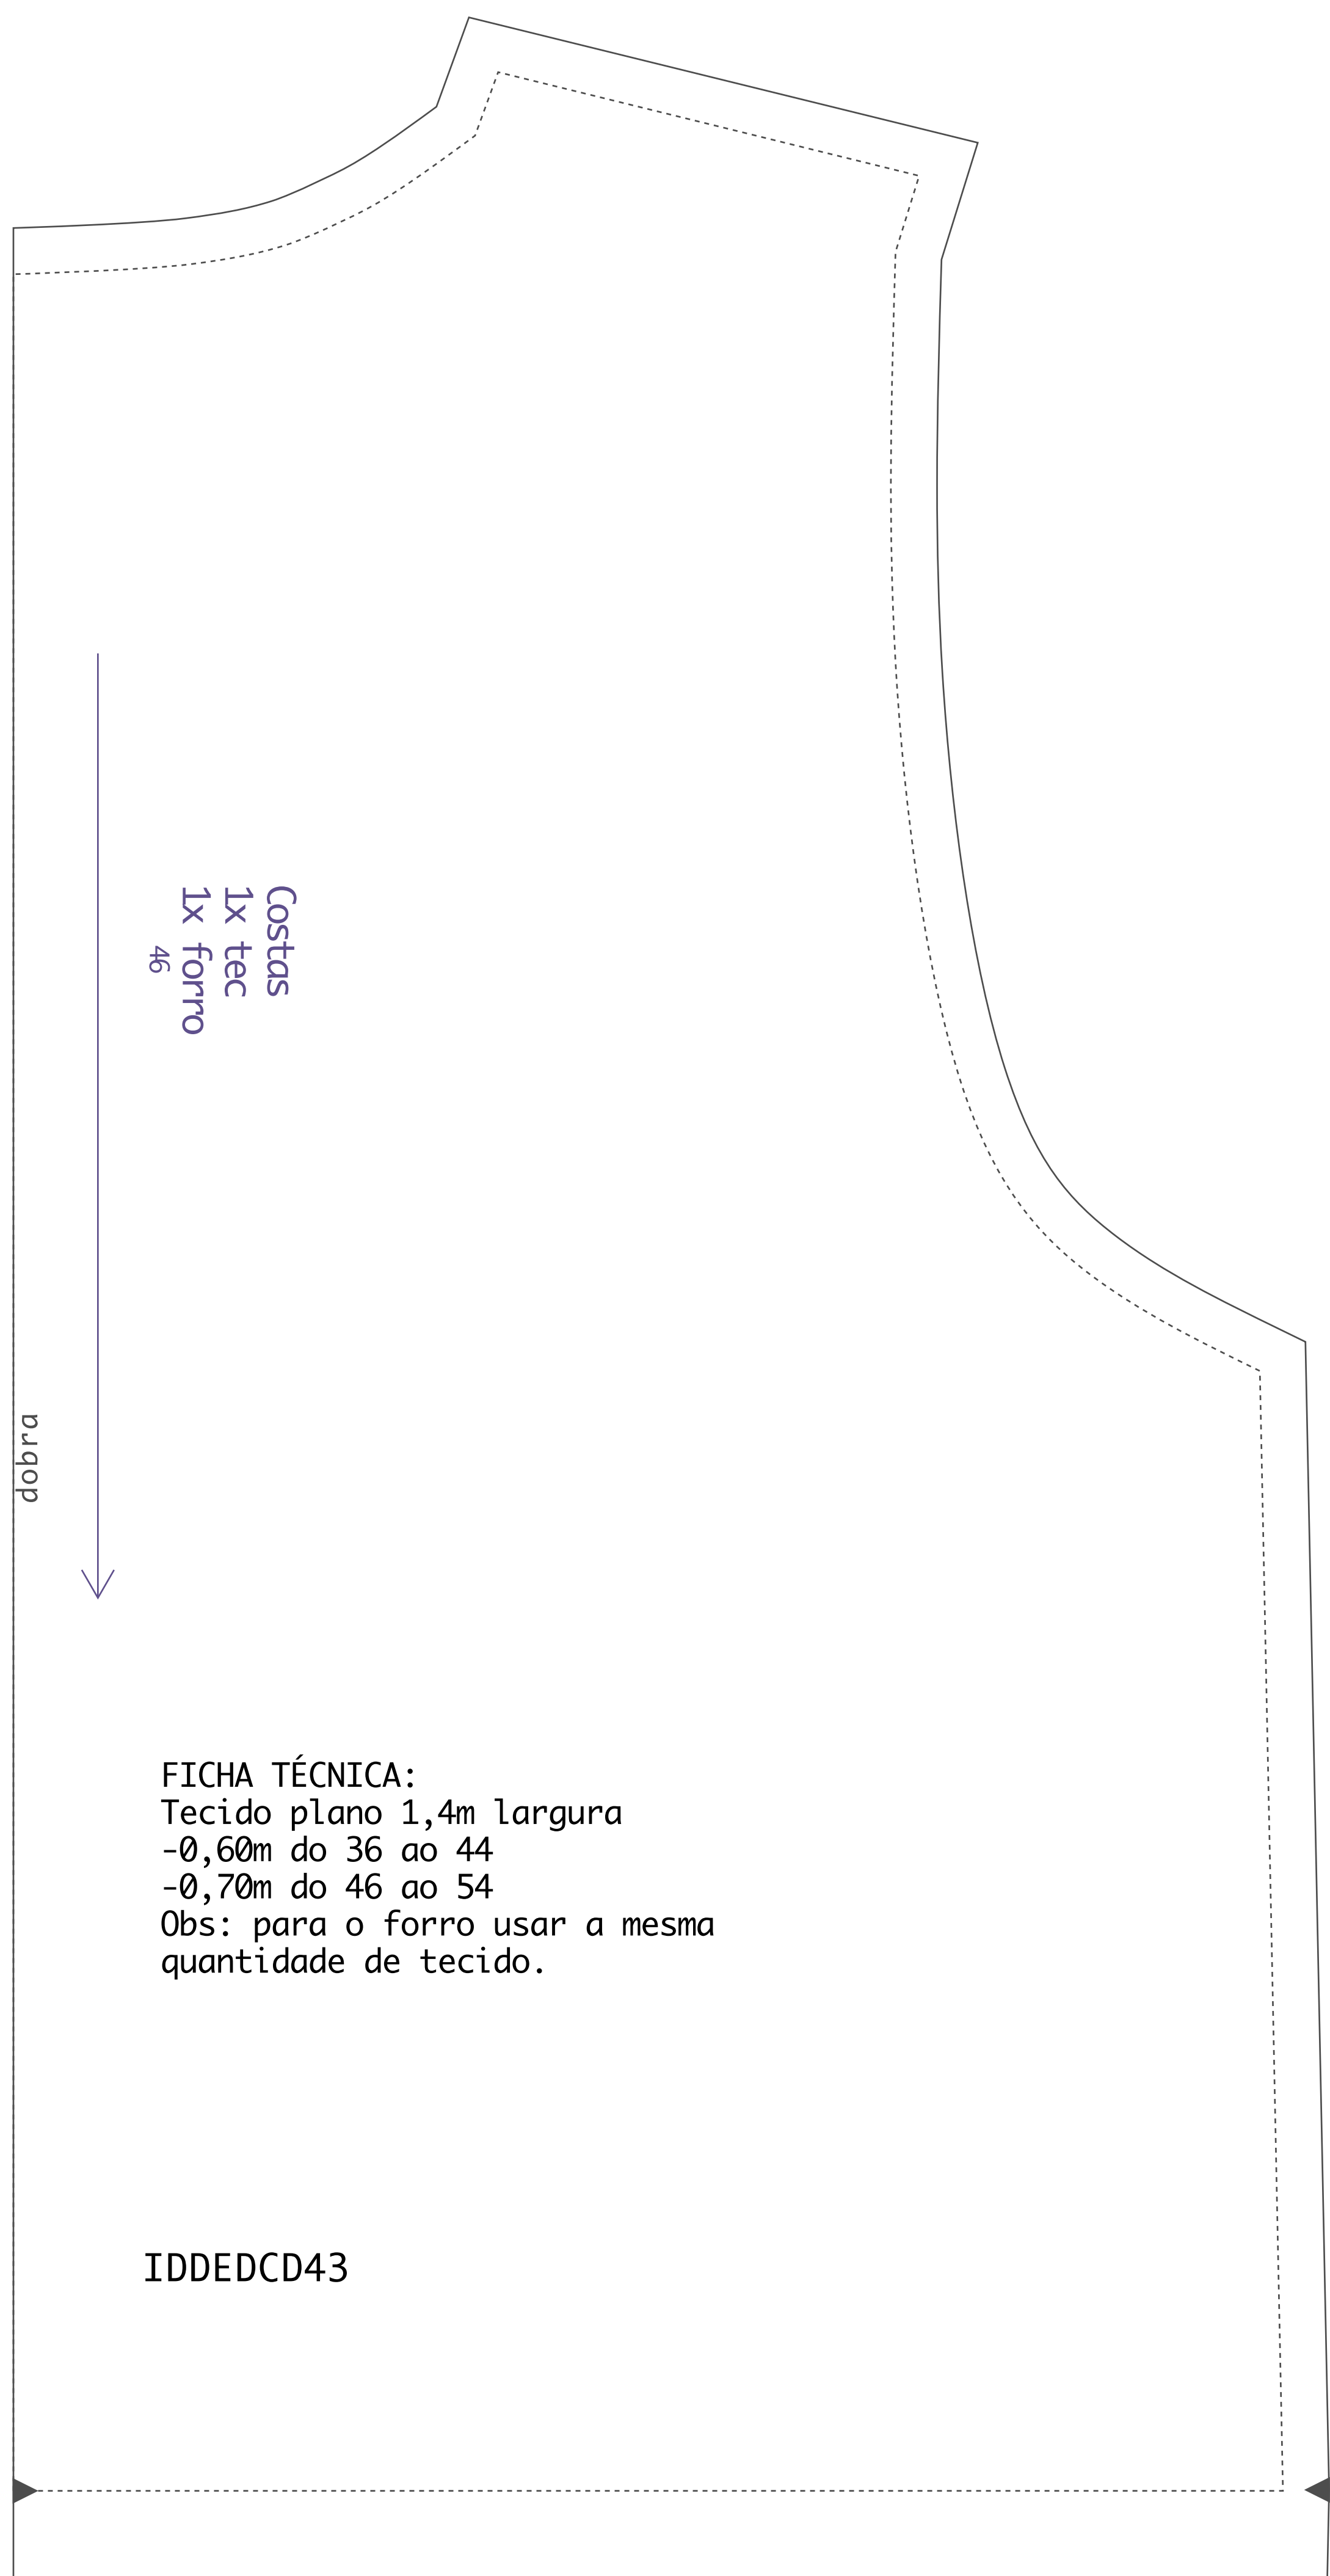 Costas
1x tec
1x forro
46
dobra
FICHA TÉCNICA:
Tecido plano 1,4m largura
-0,60m do 36 ao 44
-0,70m do 46 ao 54
Obs: para o forro usar a mesma
quantidade de tecido.
IDDEDCD43